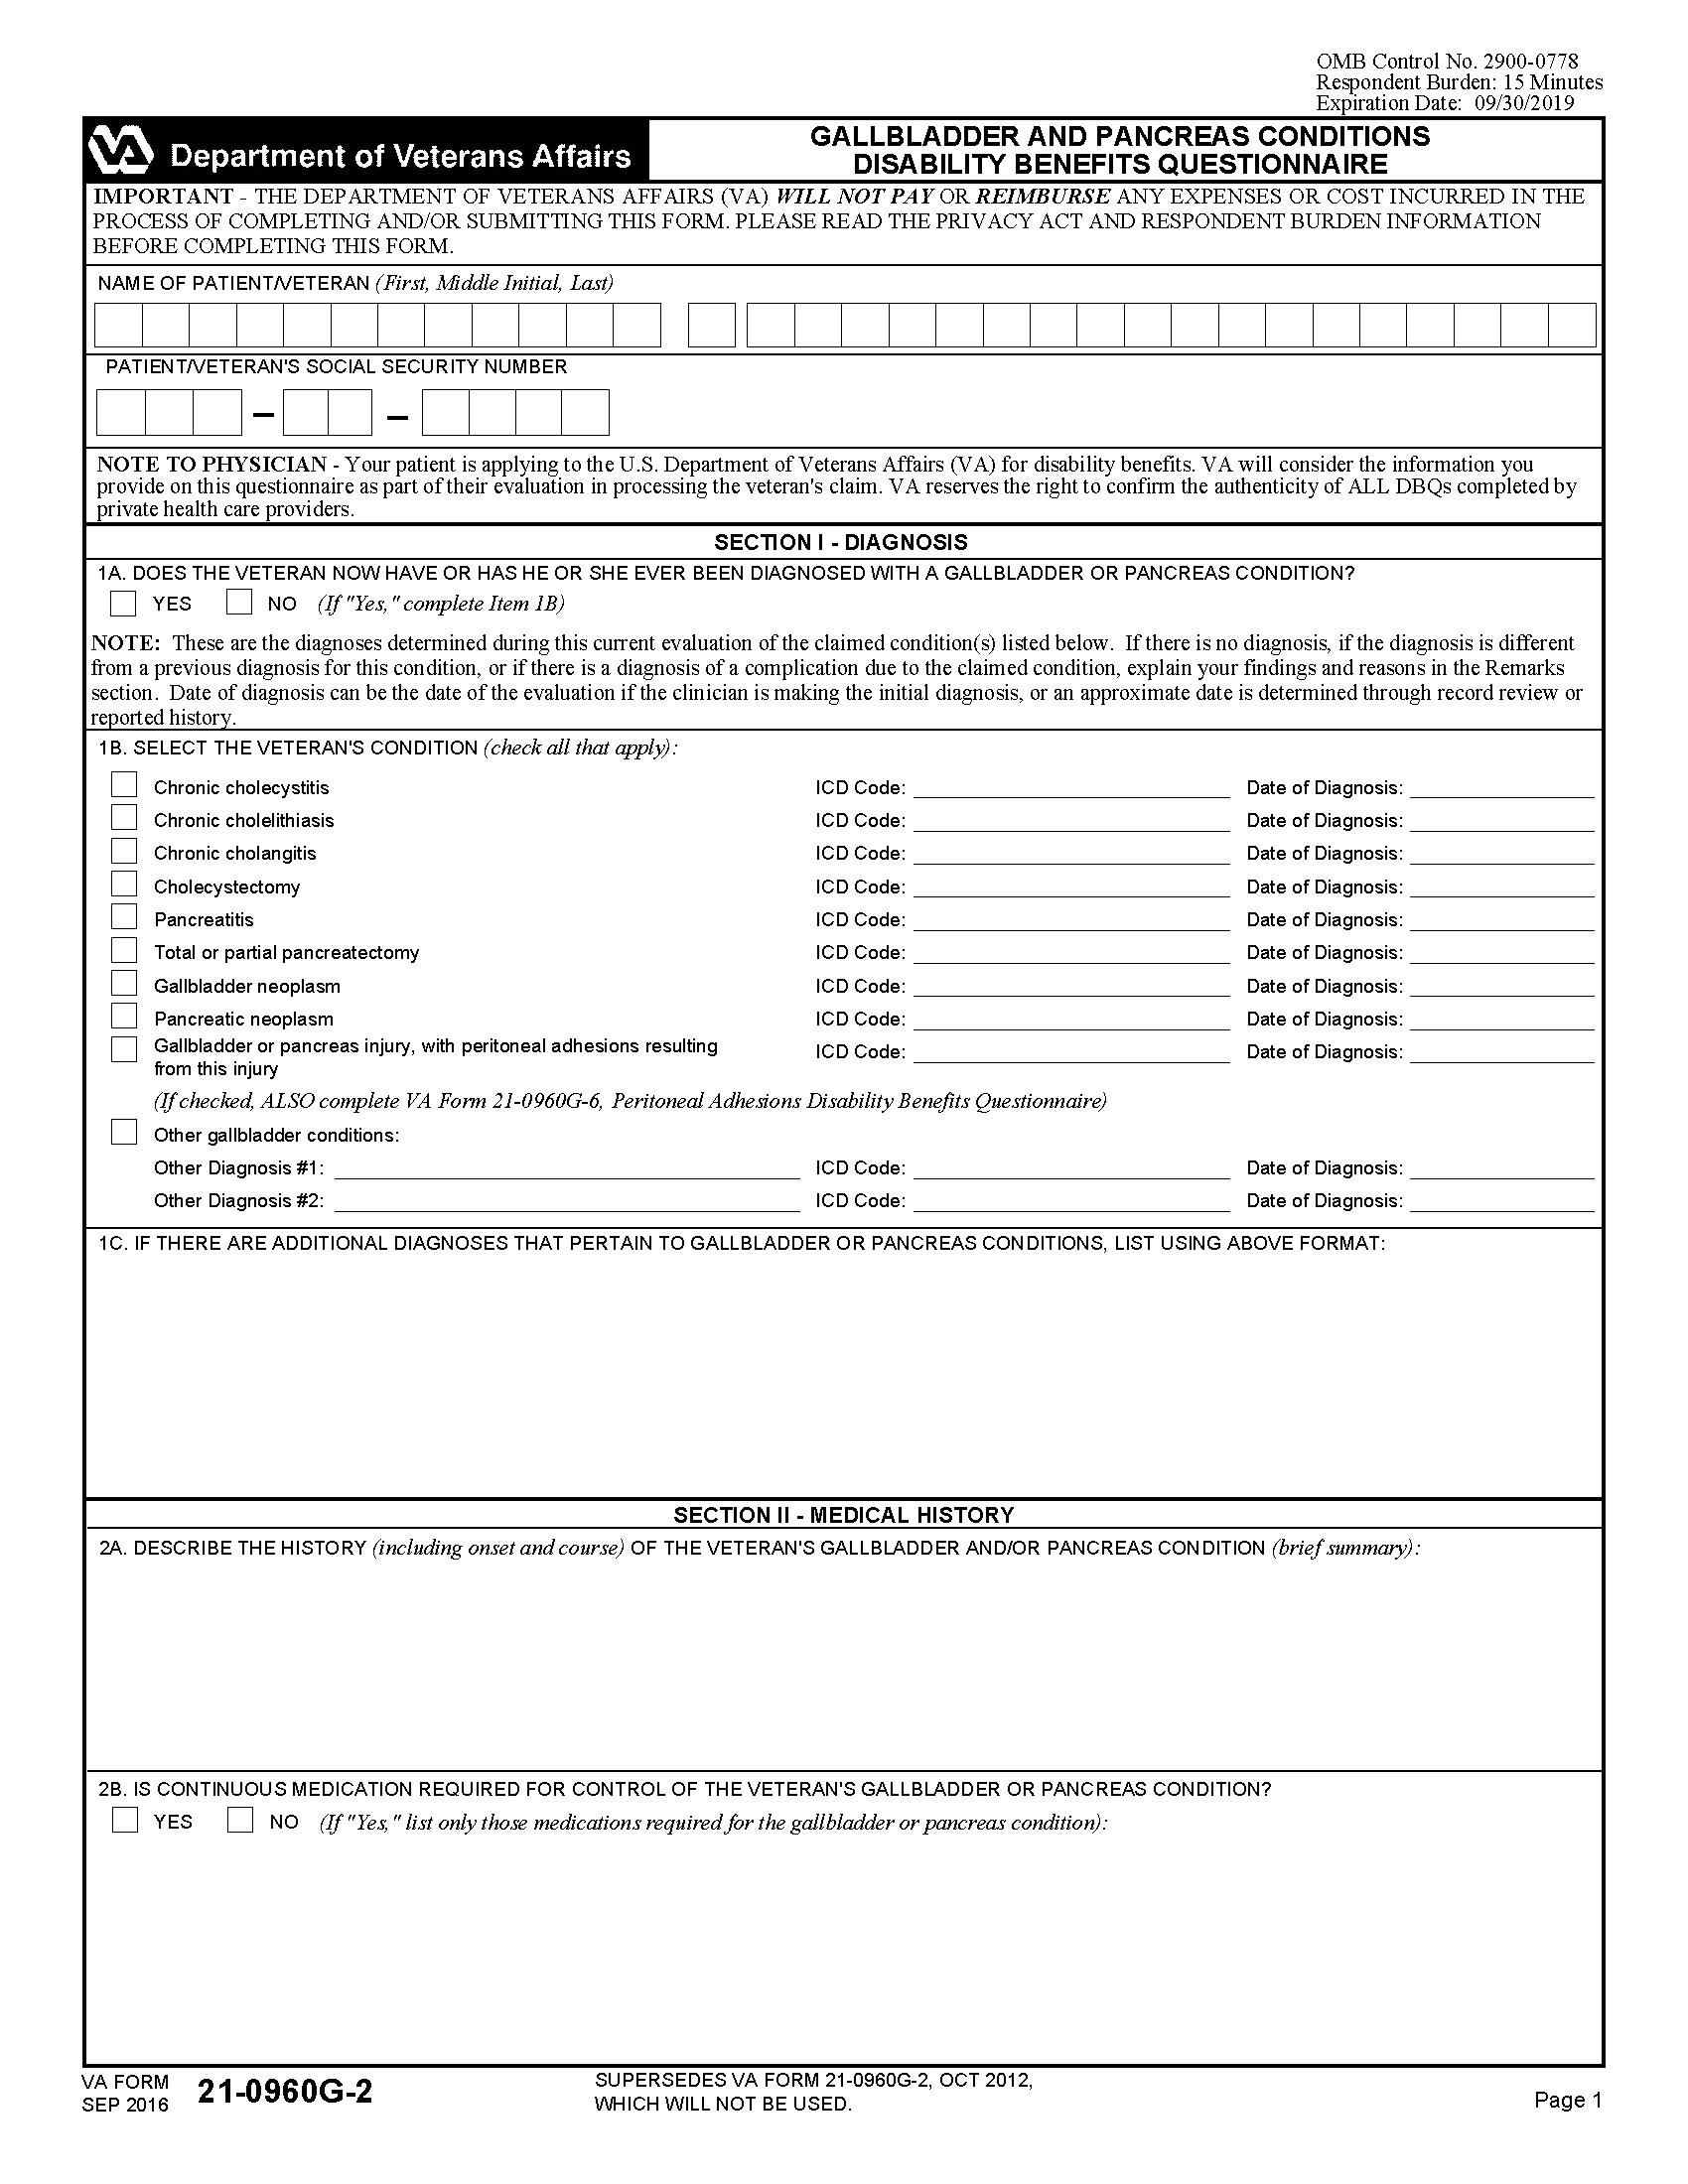 OMB Control No. 2900-0778
Respondent Burden: 15 Minutes
Expiration Date: 09/30/2019
VA Department of Veterans Affairs
GALLBLADDER AND PANCREAS CONDITIONS
DISABILITY BENEFITS QUESTIONNAIRE
IMPORTANT - THE DEPARTMENT OF VETERANS AFFAIRS (VA) WILL NOT PAY OR REIMBURSE ANY EXPENSES OR COST INCURRED IN THE
PROCESS OF COMPLETING AND/OR SUBMITTING THIS FORM. PLEASE READ THE PRIVACY ACT AND RESPONDENT BURDEN INFORMATION
BEFORE COMPLETING THIS FORM.
NAME OF PATIENT/VETERAN (First, Middle Initial, Last)
PATIENT/VETERAN'S SOCIAL SECURITY NUMBER
– –
NOTE TO PHYSICIAN - Your patient is applying to the U.S. Department of Veterans Affairs (VA) for disability benefits. VA will consider the information you
provide on this questionnaire as part of their evaluation in processing the veteran's claim. VA reserves the right to confirm the authenticity of ALL DBQs completed by
private health care providers.
SECTION I - DIAGNOSIS
1A. DOES THE VETERAN NOW HAVE OR HAS HE OR SHE EVER BEEN DIAGNOSED WITH A GALLBLADDER OR PANCREAS CONDITION?
YES NO (If "Yes," complete Item 1B)
NOTE: These are the diagnoses determined during this current evaluation of the claimed condition(s) listed below. If there is no diagnosis, if the diagnosis is different
from a previous diagnosis for this condition, or if there is a diagnosis of a complication due to the claimed condition, explain your findings and reasons in the Remarks
section. Date of diagnosis can be the date of the evaluation if the clinician is making the initial diagnosis, or an approximate date is determined through record review or
reported history.
1B. SELECT THE VETERAN'S CONDITION (check all that apply):
Chronic cholecystitis ICD Code: Date of Diagnosis:
Chronic cholelithiasis ICD Code: Date of Diagnosis:
Chronic cholangitis ICD Code: Date of Diagnosis:
Cholecystectomy ICD Code: Date of Diagnosis:
Pancreatitis ICD Code: Date of Diagnosis:
Total or partial pancreatectomy ICD Code: Date of Diagnosis:
Gallbladder neoplasm ICD Code: Date of Diagnosis:
Pancreatic neoplasm ICD Code: Date of Diagnosis:
Gallbladder or pancreas injury, with peritoneal adhesions resulting ICD Code: Date of Diagnosis:
from this injury
(If checked, ALSO complete VA Form 21-0960G-6, Peritoneal Adhesions Disability Benefits Questionnaire)
Other gallbladder conditions:
Other Diagnosis #1: ICD Code: Date of Diagnosis:
Other Diagnosis #2: ICD Code: Date of Diagnosis:
1C. IF THERE ARE ADDITIONAL DIAGNOSES THAT PERTAIN TO GALLBLADDER OR PANCREAS CONDITIONS, LIST USING ABOVE FORMAT:
SECTION II - MEDICAL HISTORY
2A. DESCRIBE THE HISTORY (including onset and course) OF THE VETERAN'S GALLBLADDER AND/OR PANCREAS CONDITION (brief summary):
2B. IS CONTINUOUS MEDICATION REQUIRED FOR CONTROL OF THE VETERAN'S GALLBLADDER OR PANCREAS CONDITION?
YES NO (If "Yes," list only those medications required for the gallbladder or pancreas condition):
VA FORM
SEP 2016 21-0960G-2
SUPERSEDES VA FORM 21-0960G-2, OCT 2012,
WHICH WILL NOT BE USED.
Page 1